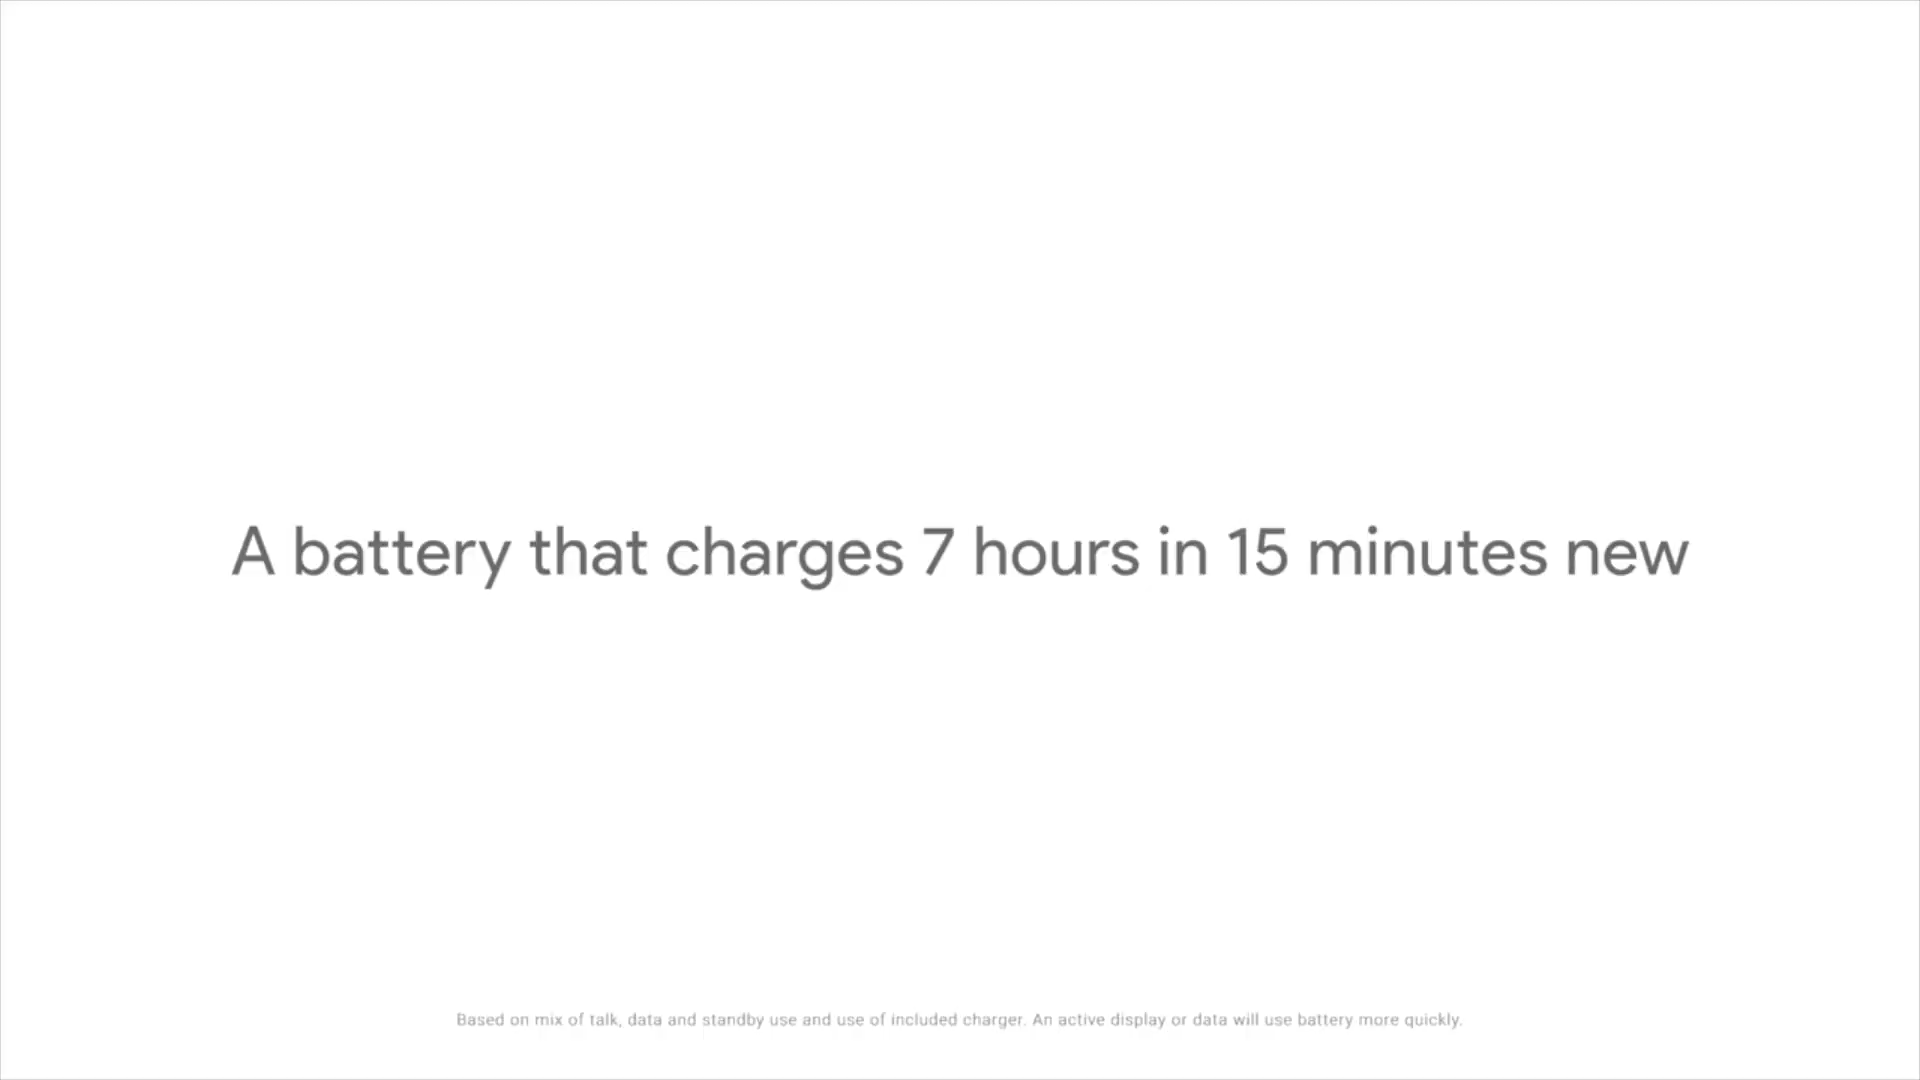 A battery that charges 7 hours in 15 minutes new
Based on mix of talk, data and standby use and use of included charger. An active display or data will use battery more quickly.